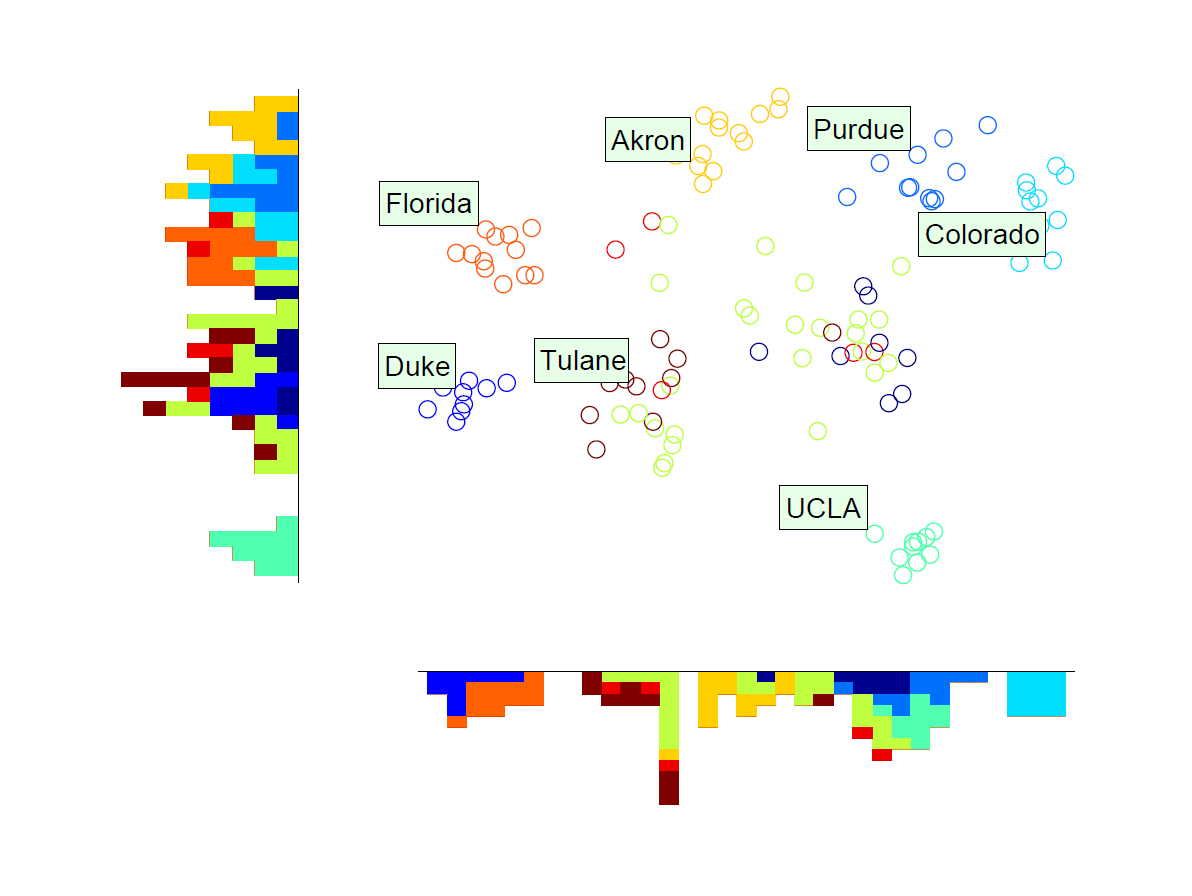 Akron
Purdue
Florida
Colorado
Duke
Tulane
UCLA